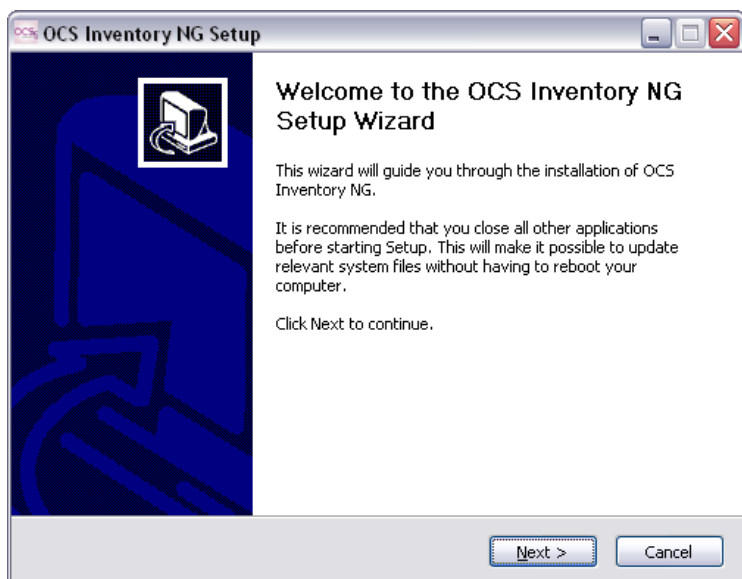 OCS Inventory NG Setup
Welcome to the OCS Inventory NG
Setup Wizard
This wizard will guide you through the installation of OCS
Inventory NG.
It is recommended that you close all other applications
before starting Setup. This will make it possible to update
relevant system files without having to reboot your
computer.
Click Next to continue.
Next >
Cancel